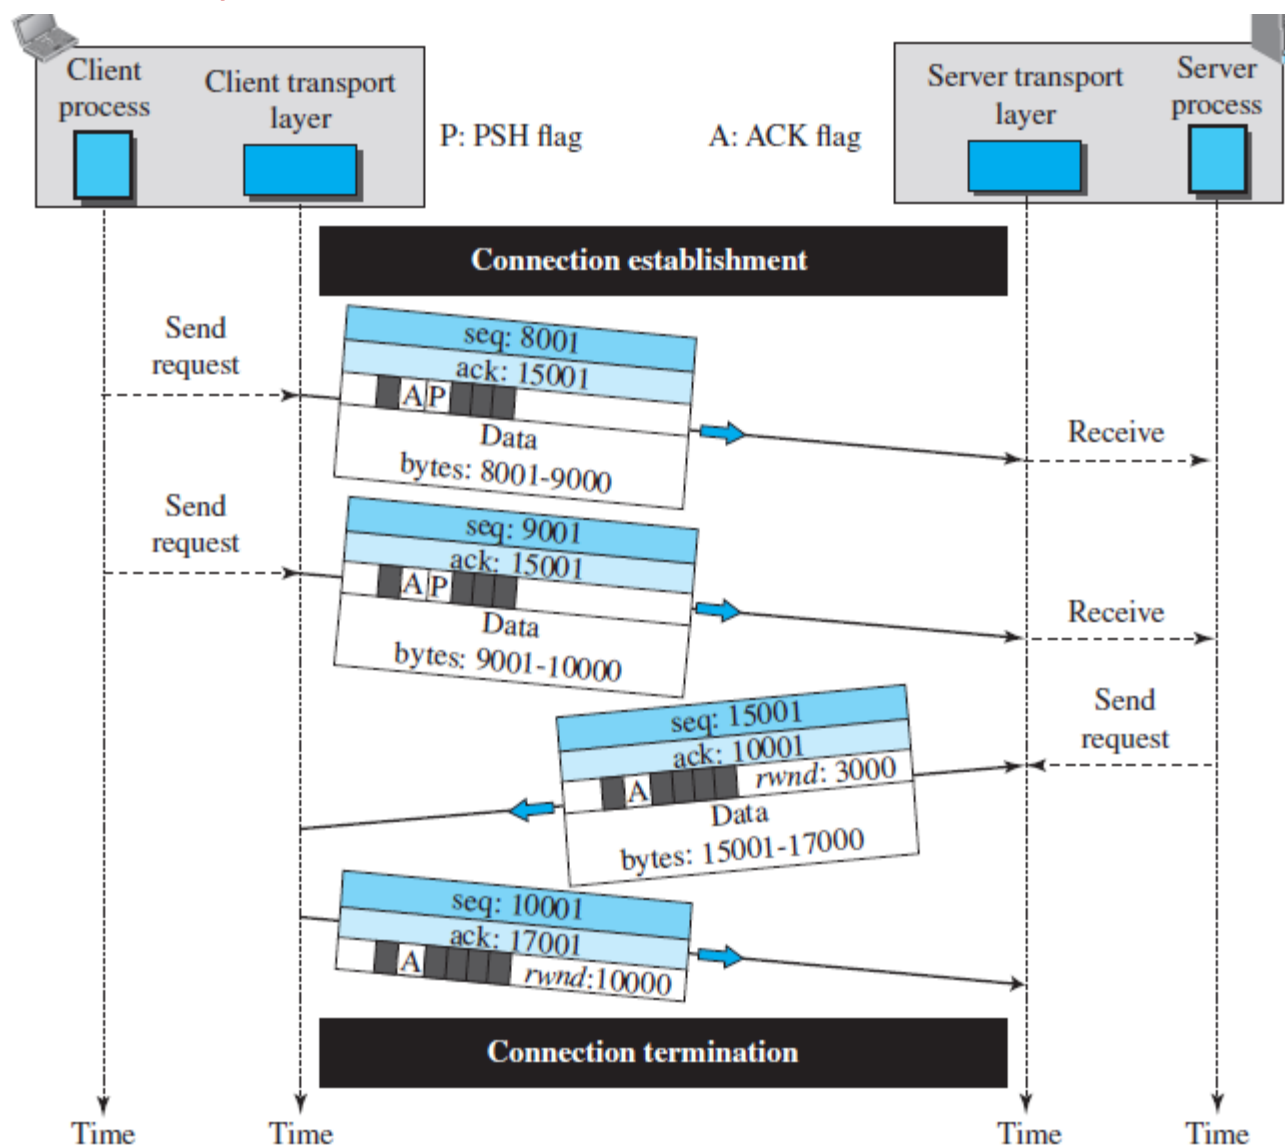 Client
process
Client transport
layer
P: PSH flag
A: ACK flag
Server transport
layer
Server
process
Connection establishment
Send
request
seq: 8001
ack: 15001
A P
Data
bytes: 8001-9000
Receive
Send
request
seq: 9001
ack: 15001
A P
Data
bytes: 9001-10000
Receive
Send
request
seq: 15001
ack: 10001
A rwnd: 3000
Data
bytes: 15001-17000
seq: 10001
ack: 17001
A rwnd:10000
Connection termination
Time
Time
Time
Time